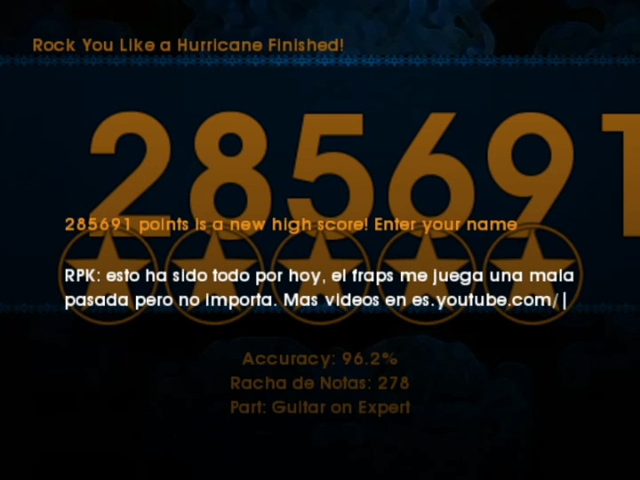 Rock You Like a Hurricane Finished!
285691
285691 points is a new high score! Enter your name
RPK: esto ha sido todo por hoy, el fraps me juega una mala
pasada pero no importa. Mas videos en es.youtube.com/|
Accuracy: 96.2%
Racha de Notas: 278
Part: Guitar on Expert